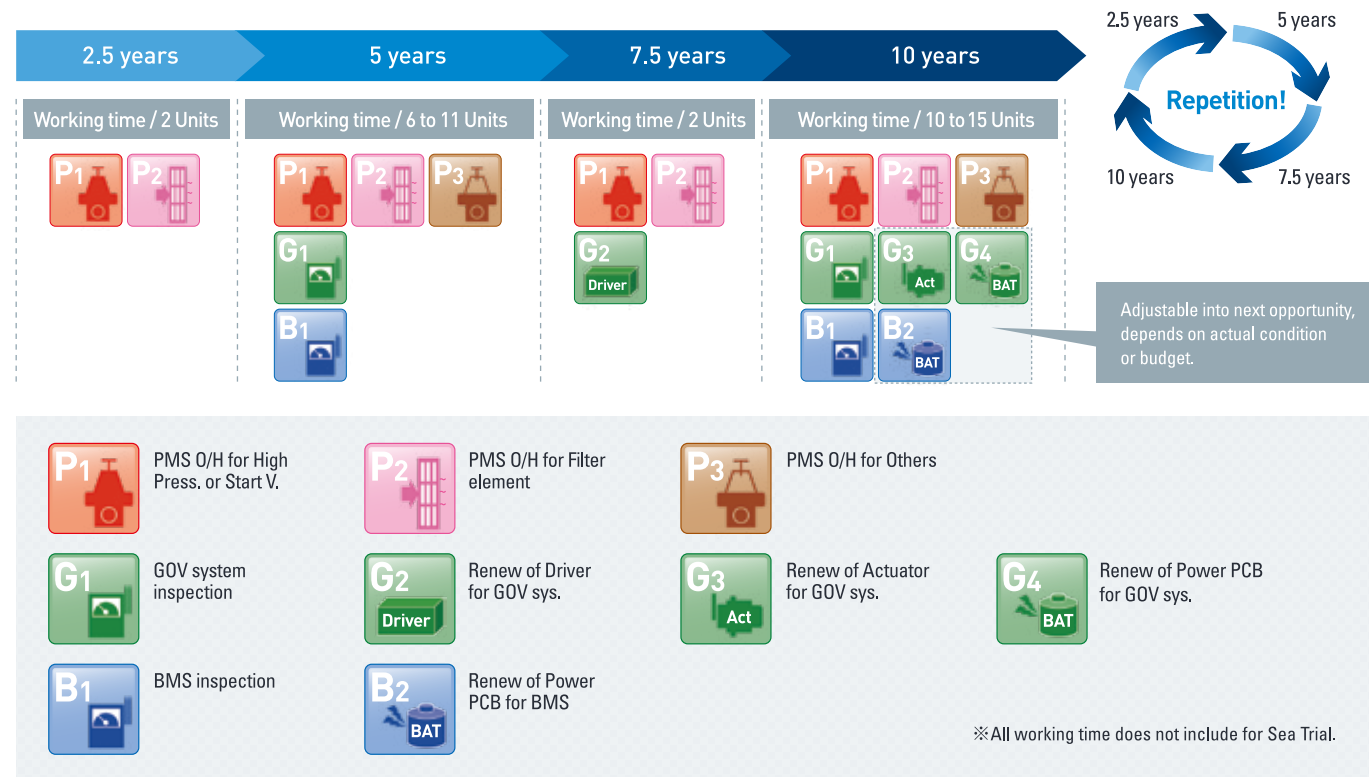 2.5 years
5 years
7.5 years
10 years
2.5 years
5 years
Repetition!
10 years
7.5 years
Working time / 2 Units
Working time / 6 to 11 Units
Working time / 2 Units
Working time / 10 to 15 Units
P1
P2
P1
P2
P3
P1
P2
P1
P2
P3
G1
G2
Driver
G1
G3
Act
G4
BAT
B1
B1
B2
BAT
Adjustable into next opportunity,
depends on actual condition
or budget.
P1
PMS O/H for High
Press. or Start V.
P2
PMS O/H for Filter
element
P3
PMS O/H for Others
G1
GOV system
inspection
G2
Driver
Renew of Driver
for GOV sys.
G3
Act
Renew of Actuator
for GOV sys.
G4
BAT
Renew of Power PCB
for GOV sys.
B1
BMS inspection
B2
BAT
Renew of Power
PCB for BMS
※All working time does not include for Sea Trial.